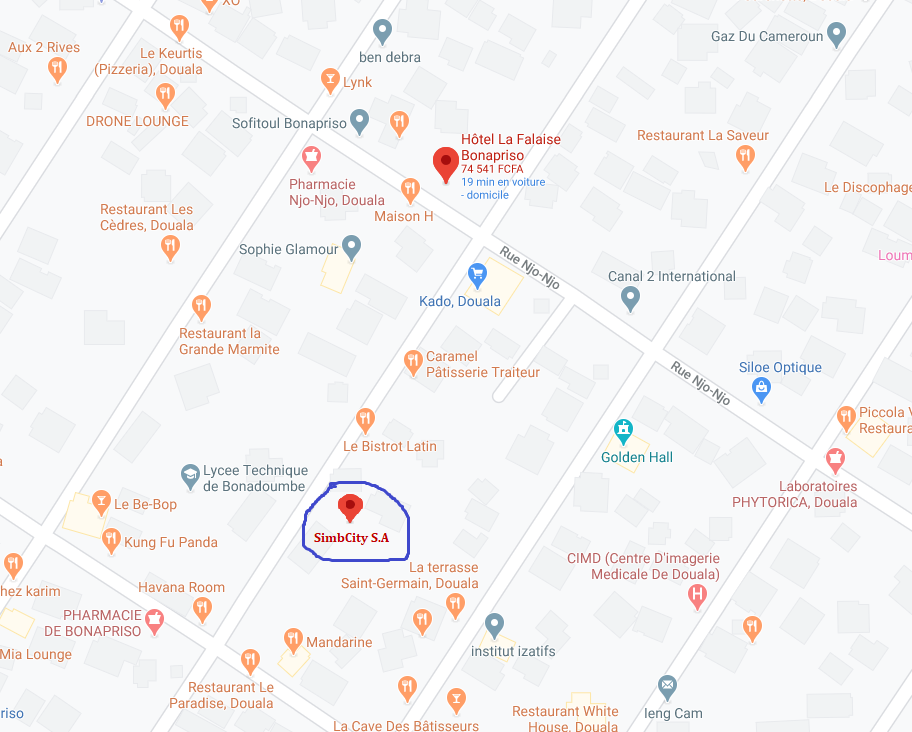 XO
Aux 2 Rives
Le Keurtis
(Pizzeria), Douala
ben debra
Gaz Du Cameroun
Lynk
DRONE LOUNGE
Sofitoul Bonapriso
Hôtel La Falaise
Bonapriso
74 541 FCFA
19 min en voiture
- domicile
Restaurant La Saveur
Pharmacie
Njo-Njo, Douala
Maison H
Le Discophage
Restaurant Les
Cèdres, Douala
Sophie Glamour
Rue Njo-Njo
Loum
Canal 2 International
Kado, Douala
Restaurant la
Grande Marmite
Caramel
Pâtisserie Traiteur
Rue Njo-Njo
Siloe Optique
Piccola V
Restaura
Le Bistrot Latin
Golden Hall
Lycee Technique
de Bonadoumbe
Laboratoires
PHYTORICA, Douala
Le Be-Bop
SimbCity S.A
Kung Fu Panda
CIMD (Centre D'imagerie
Medicale De Douala)
La terrasse
Saint-Germain, Douala
hez karim
Havana Room
PHARMACIE
DE BONAPRISO
Mandarine
institut izatifs
Mia Lounge
Restaurant Le
Paradise, Douala
riso
La Cave Des Bâtisseurs
Restaurant White
House, Douala
Ieng Cam